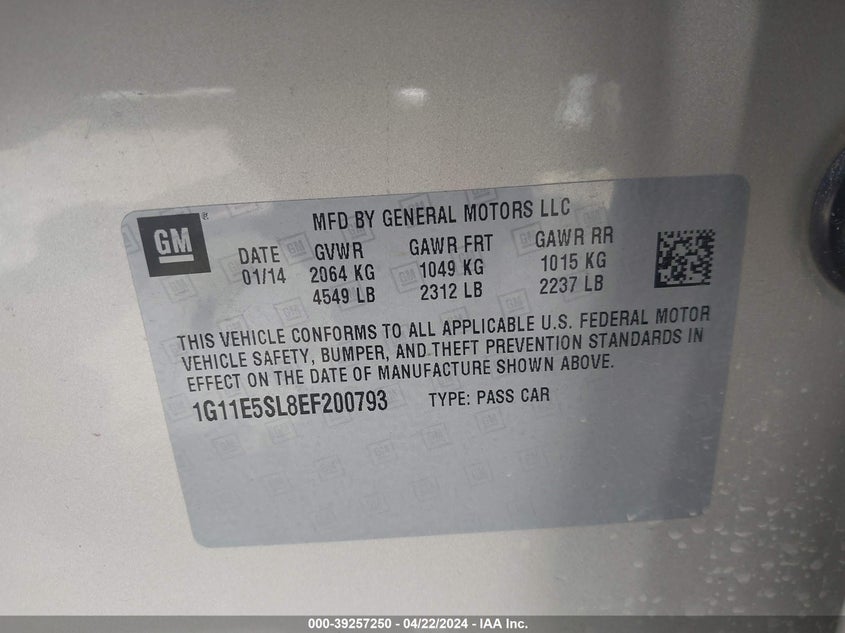 GM
MFD BY GENERAL MOTORS LLC
DATE GVWR GAWR FRT GAWR RR
01/14 2064 KG 1049 KG 1015 KG
4549 LB 2312 LB 2237 LB
THIS VEHICLE CONFORMS TO ALL APPLICABLE U.S. FEDERAL MOTOR
VEHICLE SAFETY, BUMPER, AND THEFT PREVENTION STANDARDS IN
EFFECT ON THE DATE OF MANUFACTURE SHOWN ABOVE.
1G11E5SL8EF200793 TYPE: PASS CAR
000-39257250 - 04/22/2024 - IAA Inc.